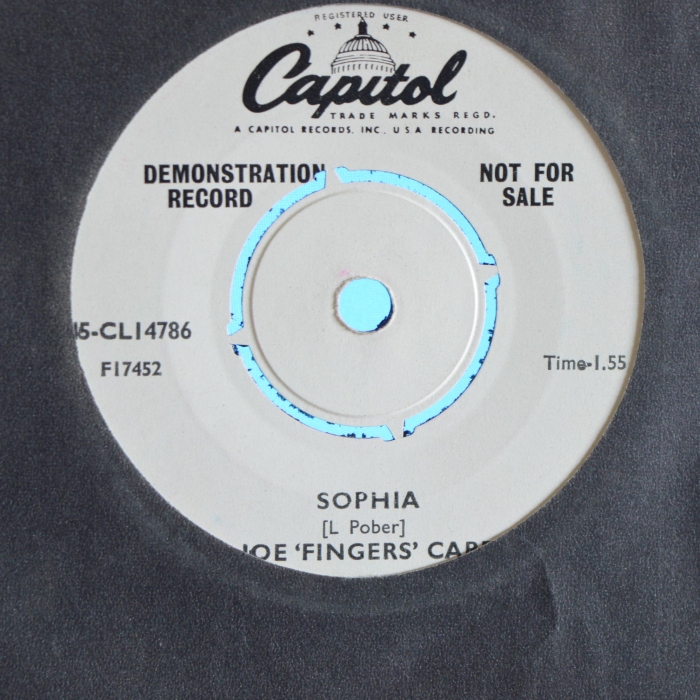 REGISTERED USER
Capitol
TRADE MARKS REGD.
A CAPITOL RECORDS, INC., U S A RECORDING
DEMONSTRATION
RECORD
NOT FOR
SALE
45-CL14786
F17452
Time-1.55
SOPHIA
[L Pober]
JOE ‘FINGERS’